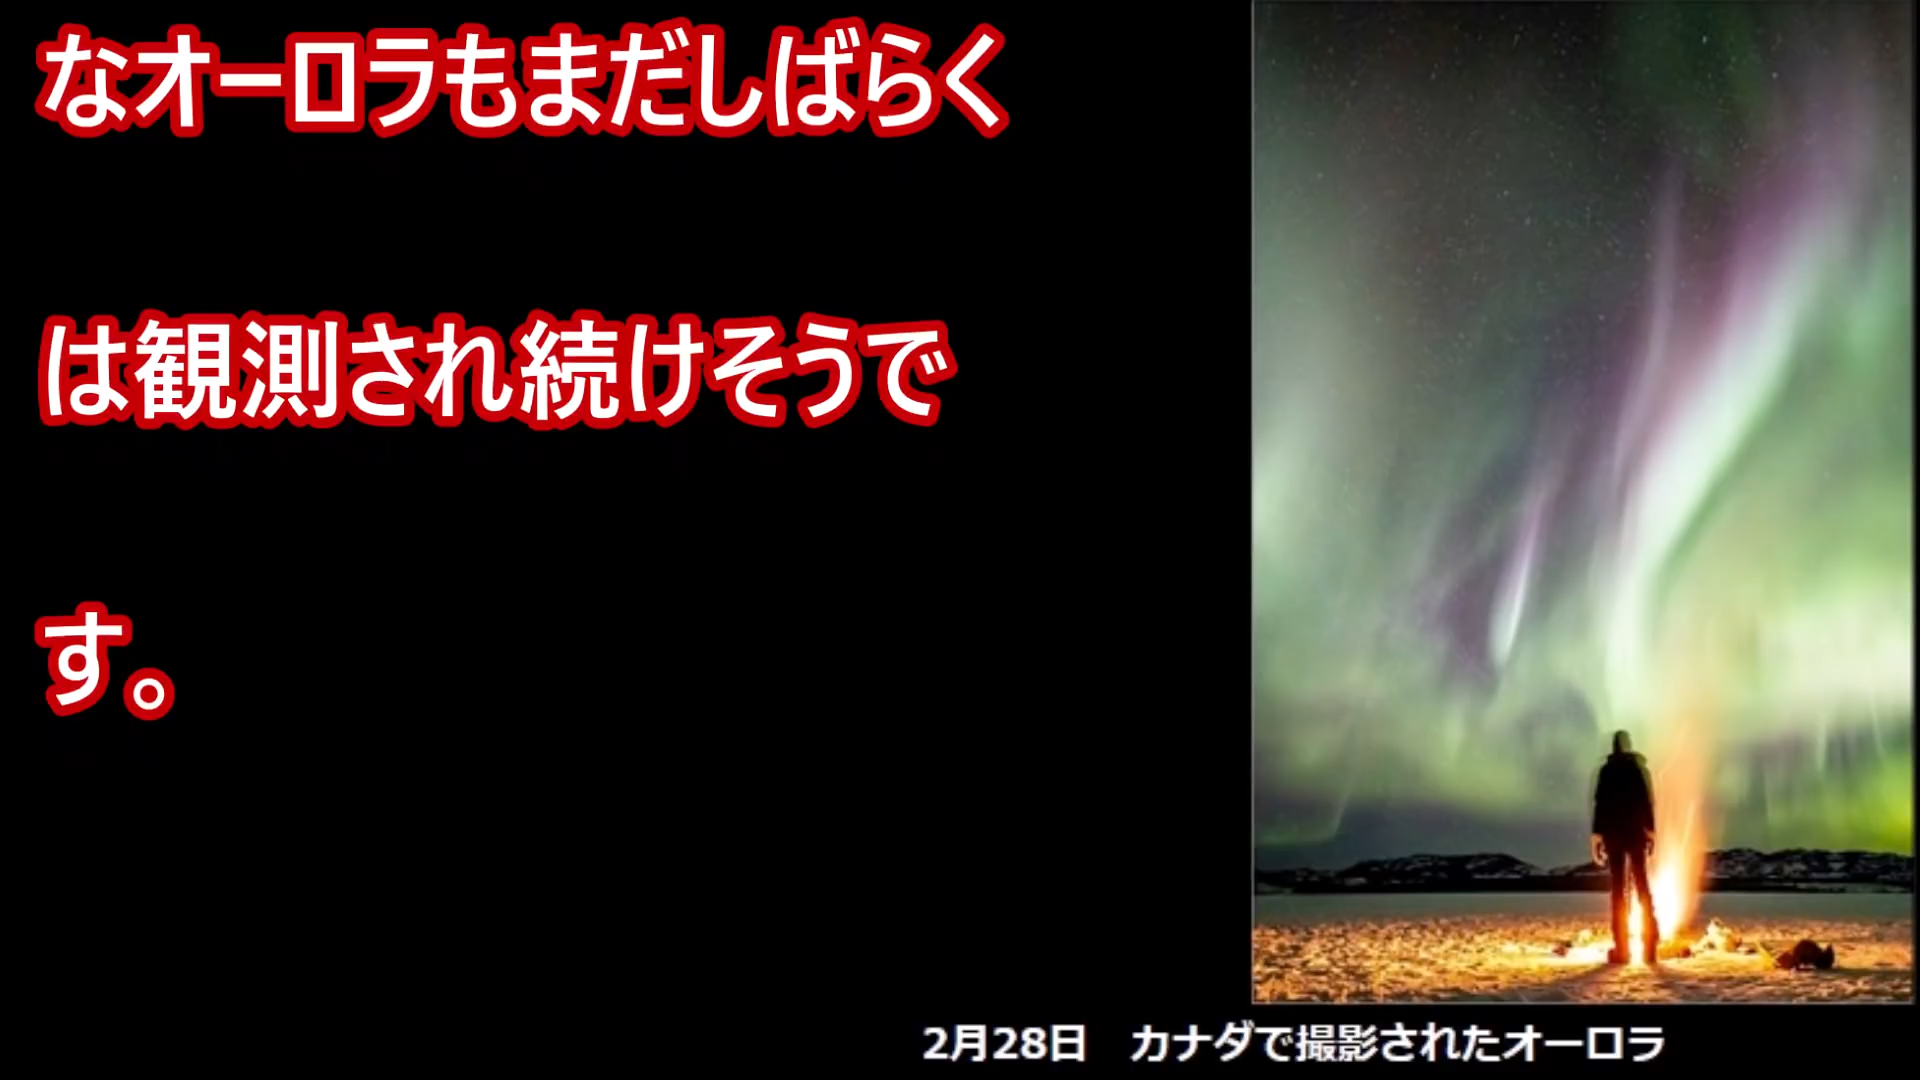 なオーロラもまだしばらく
は観測され続けそうで
す。
2月28日　カナダで撮影されたオーロラ